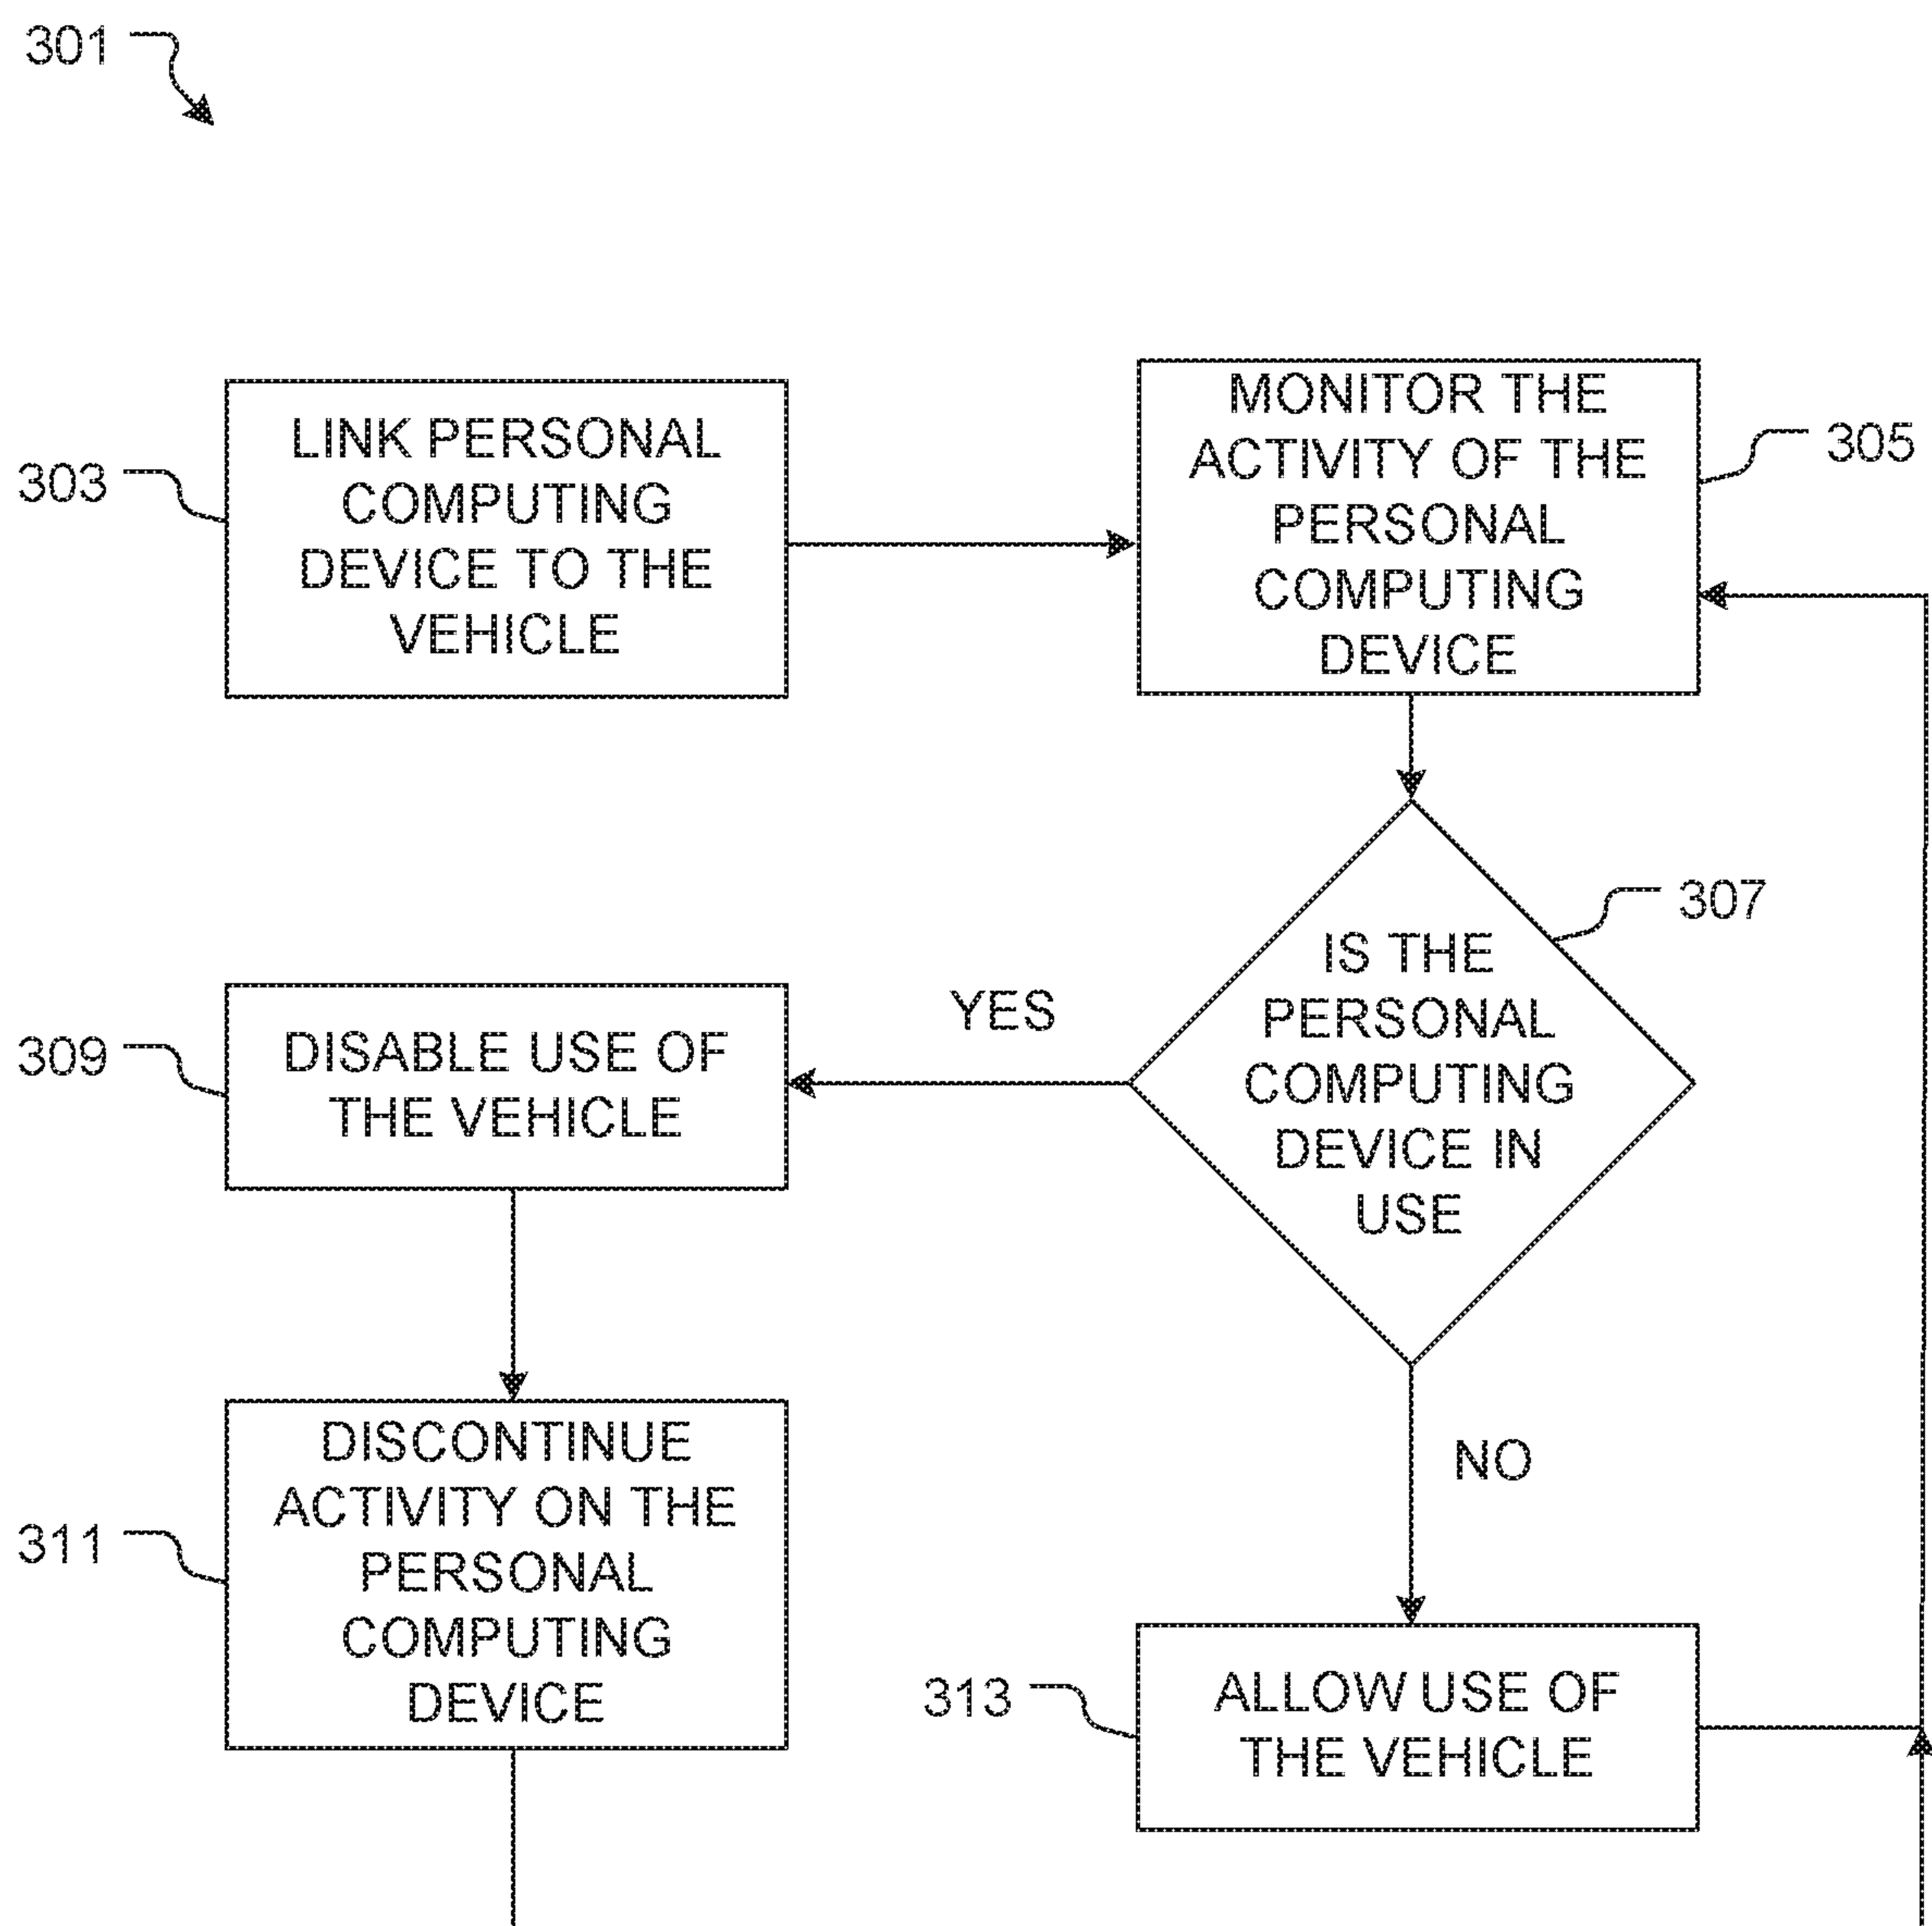 301
303
LINK PERSONAL
COMPUTING
DEVICE TO THE
VEHICLE
MONITOR THE
ACTIVITY OF THE
PERSONAL
COMPUTING
DEVICE
305
307
IS THE
PERSONAL
COMPUTING
DEVICE IN
USE
YES
309
DISABLE USE OF
THE VEHICLE
311
DISCONTINUE
ACTIVITY ON THE
PERSONAL
COMPUTING
DEVICE
NO
313
ALLOW USE OF
THE VEHICLE